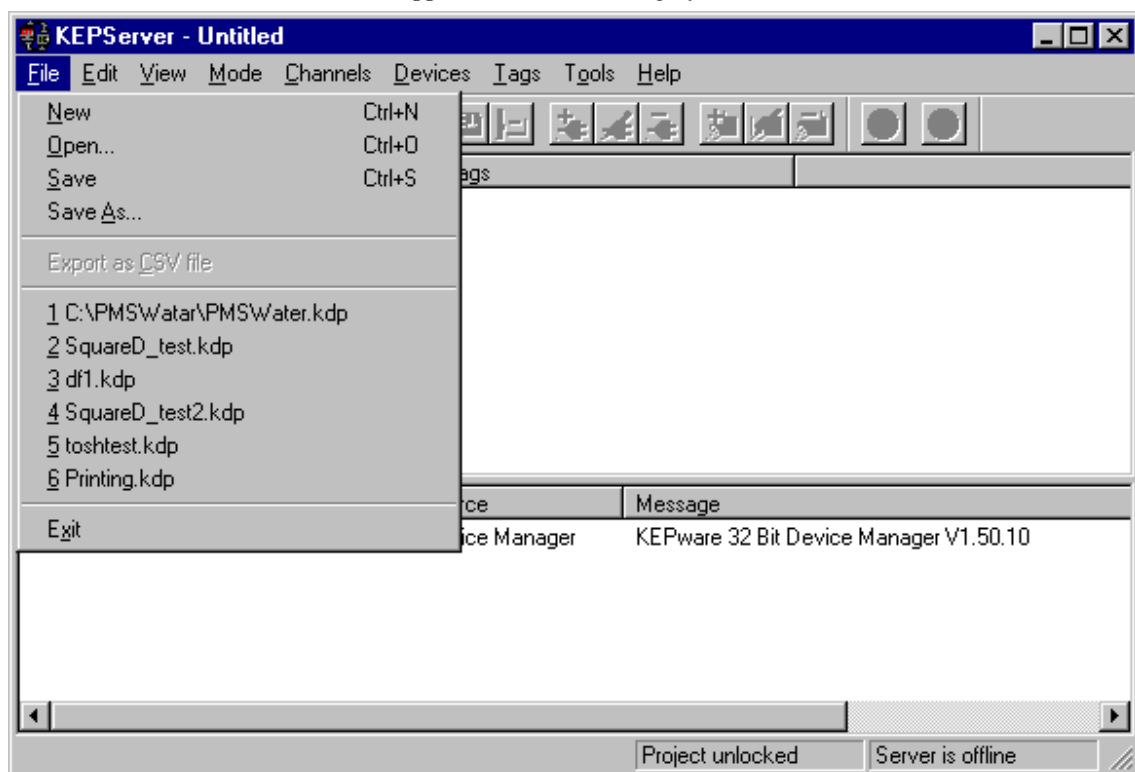 KEPServer - Untitled
File Edit View Mode Channels Devices Tags Tools Help
New Ctrl+N
Open... Ctrl+O
Save Ctrl+S
Save As...
Export as CSV file
1 C:\PMSWatar\PMSWater.kdp
2 SquareD_test.kdp
3 df1.kdp
4 SquareD_test2.kdp
5 toshtest.kdp
6 Printing.kdp
Exit
ags
rce Message
ice Manager KEPware 32 Bit Device Manager V1.50.10
Project unlocked Server is offline